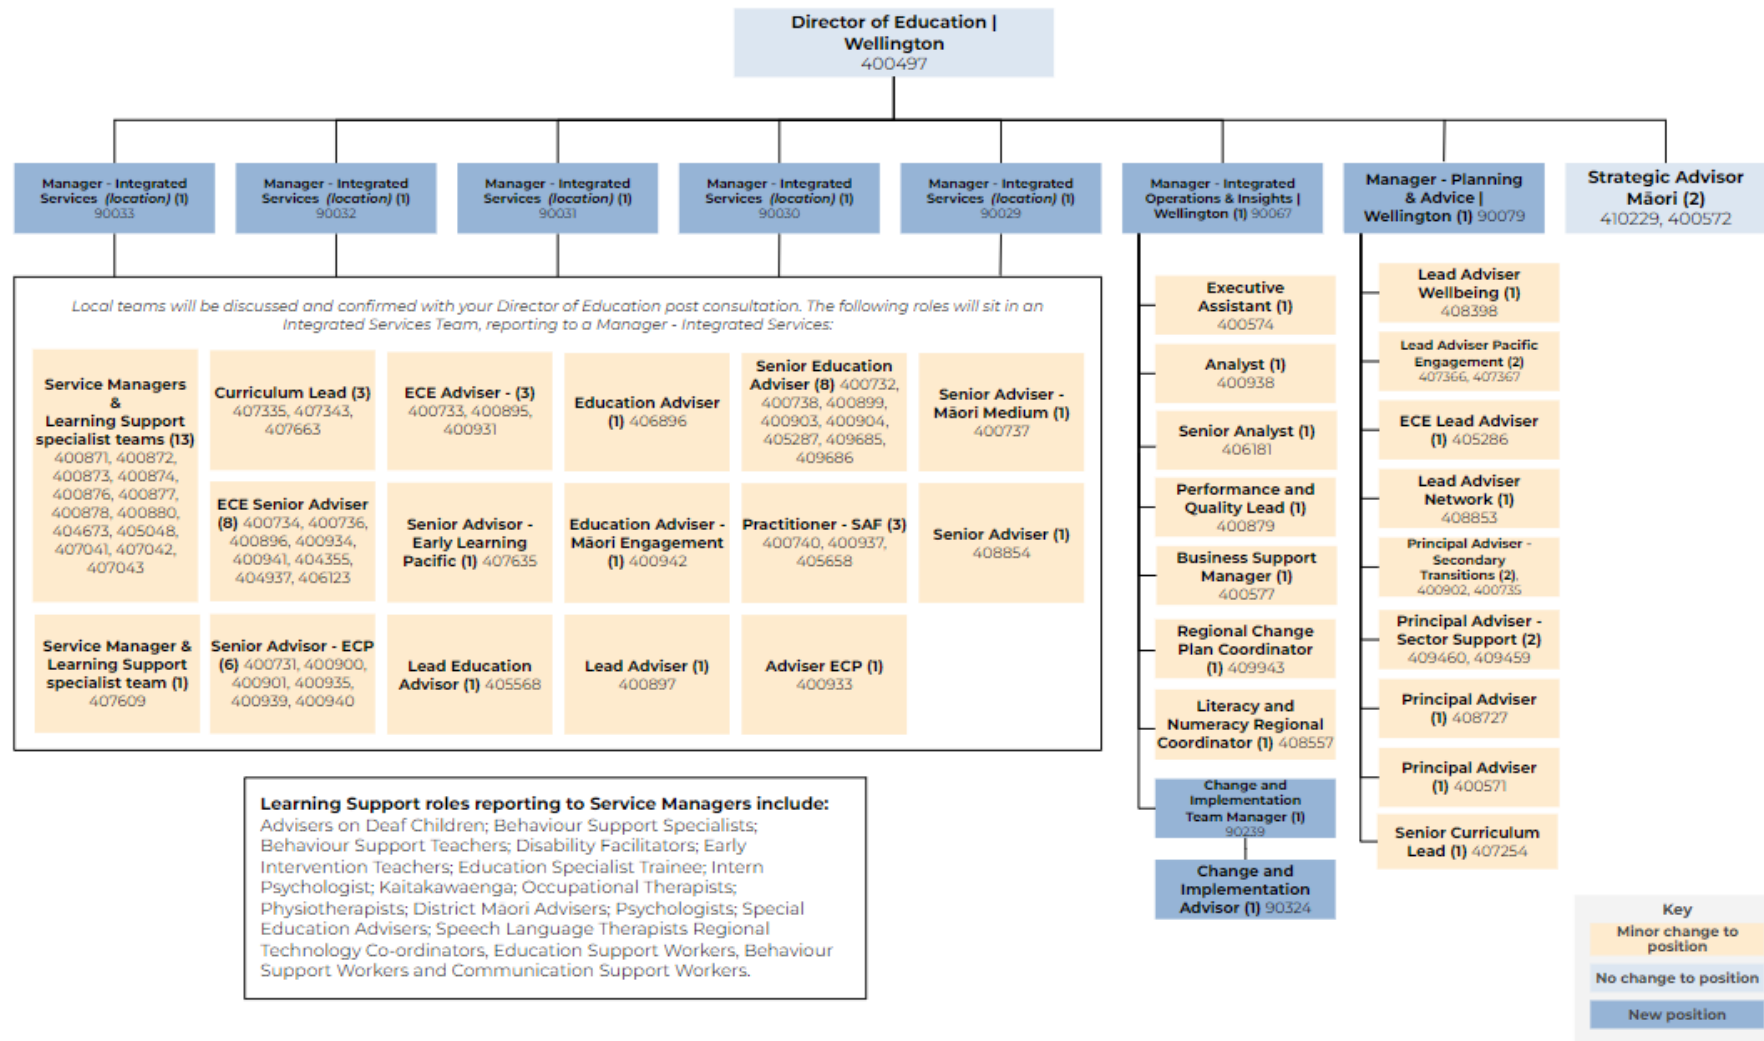 Director of Education |
Wellington
400497
Manager - Integrated
Services (location) (1)
90033
Manager - Integrated
Services (location) (1)
90032
Manager - Integrated
Services (location) (1)
90031
Manager - Integrated
Services (location) (1)
90030
Manager - Integrated
Services (location) (1)
90029
Manager - Integrated
Operations & Insights |
Wellington (1) 90067
Manager - Planning
& Advice |
Wellington (1) 90079
Strategic Advisor
Māori (2)
410229, 400572
Local teams will be discussed and confirmed with your Director of Education post consultation. The following roles will sit in an
Integrated Services Team, reporting to a Manager - Integrated Services:
Service Managers
&
Learning Support
specialist teams (13)
400871, 400872,
400873, 400874,
400876, 400877,
400878, 400880,
404673, 405048,
407041, 407042,
407043
Curriculum Lead (3)
407335, 407343,
407663
ECE Adviser - (3)
400733, 400895,
400931
Education Adviser
(1) 406896
Senior Education
Adviser (8) 400732,
400738, 400899,
400903, 400904,
405287, 409685,
409686
Senior Adviser -
Māori Medium (1)
400737
ECE Senior Adviser
(8) 400734, 400736,
400896, 400934,
400941, 404355,
404937, 406123
Senior Advisor -
Early Learning
Pacific (1) 407635
Education Adviser -
Māori Engagement
(1) 400942
Practitioner - SAF (3)
400740, 400937,
405658
Senior Adviser (1)
408854
Service Manager &
Learning Support
specialist team (1)
407609
Senior Advisor - ECP
(6) 400731, 400900,
400901, 400935,
400939, 400940
Lead Education
Advisor (1) 405568
Lead Adviser (1)
400897
Adviser ECP (1)
400933
Executive
Assistant (1)
400574
Analyst (1)
400938
Senior Analyst (1)
406181
Performance and
Quality Lead (1)
400879
Business Support
Manager (1)
400577
Regional Change
Plan Coordinator
(1) 409943
Literacy and
Numeracy Regional
Coordinator (1) 408557
Change and
Implementation
Team Manager (1)
90239
Change and
Implementation
Advisor (1) 90324
Lead Adviser
Wellbeing (1)
408398
Lead Adviser Pacific
Engagement (2)
407366, 407367
ECE Lead Adviser
(1) 405286
Lead Adviser
Network (1)
408853
Principal Adviser -
Secondary
Transitions (2),
400902, 400735
Principal Adviser -
Sector Support (2)
409460, 409459
Principal Adviser
(1) 408727
Principal Adviser
(1) 400571
Senior Curriculum
Lead (1) 407254
Learning Support roles reporting to Service Managers include:
Advisers on Deaf Children; Behaviour Support Specialists;
Behaviour Support Teachers; Disability Facilitators; Early
Intervention Teachers; Education Specialist Trainee; Intern
Psychologist; Kaitakawaenga; Occupational Therapists;
Physiotherapists; District Māori Advisers; Psychologists; Special
Education Advisers; Speech Language Therapists Regional
Technology Co-ordinators, Education Support Workers, Behaviour
Support Workers and Communication Support Workers.
Key
Minor change to
position
No change to position
New position